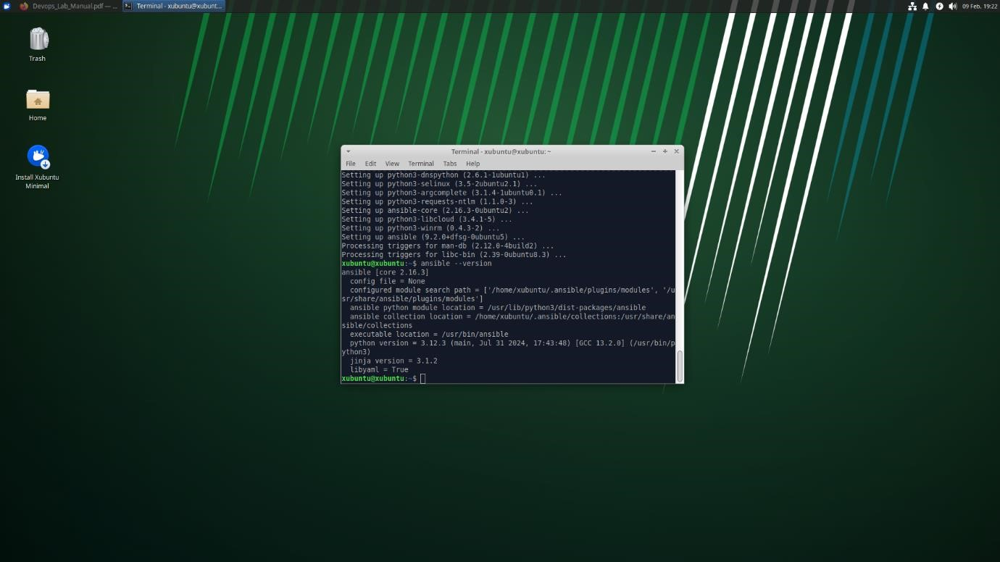 Devops_Lab_Manual.pdf — ...
Terminal - xubuntu@xubunt...
09 Feb, 19:22
Trash
Home
Install Xubuntu
Minimal
Terminal - xubuntu@xubuntu: ~
File Edit View Terminal Tabs Help
Setting up python3-dnspython (2.6.1-1ubuntu1) ...
Setting up python3-selinux (3.5-2ubuntu2.1) ...
Setting up python3-argcomplete (3.1.4-1ubuntu0.1) ...
Setting up python3-requests-ntlm (1.1.0-3) ...
Setting up ansible-core (2.16.3-0ubuntu2) ...
Setting up python3-libcloud (3.4.1-5) ...
Setting up python3-winrm (0.4.3-2) ...
Setting up ansible (9.2.0+dfsg-0ubuntu5) ...
Processing triggers for man-db (2.12.0-4build2) ...
Processing triggers for libc-bin (2.39-0ubuntu8.3) ...
xubuntu@xubuntu:~$ ansible --version
ansible [core 2.16.3]
  config file = None
  configured module search path = ['/home/xubuntu/.ansible/plugins/modules', '/u
sr/share/ansible/plugins/modules']
  ansible python module location = /usr/lib/python3/dist-packages/ansible
  ansible collection location = /home/xubuntu/.ansible/collections:/usr/share/an
sible/collections
  executable location = /usr/bin/ansible
  python version = 3.12.3 (main, Jul 31 2024, 17:43:48) [GCC 13.2.0] (/usr/bin/p
ython3)
  jinja version = 3.1.2
  libyaml = True
xubuntu@xubuntu:~$